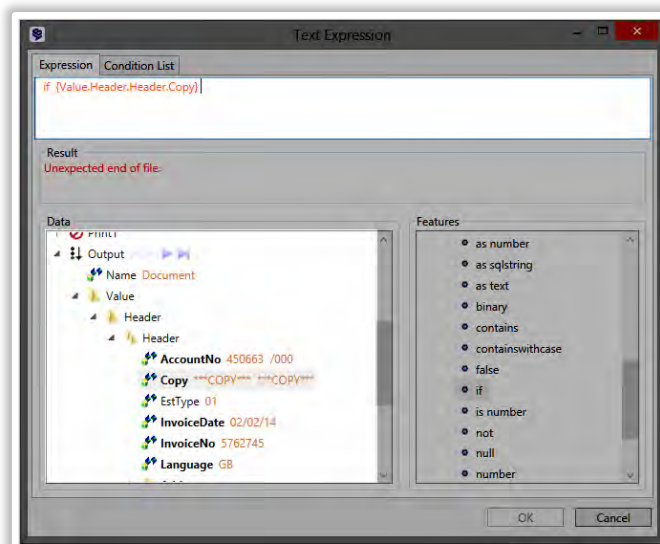 Text Expression
Expression Condition List
if {Value.Header.Header.Copy}
Result
Unexpected end of file.
Data
Print1
Output
Name Document
Value
Header
Header
AccountNo 450663 /000
Copy ***COPY*** ***COPY***
EstType 01
InvoiceDate 02/02/14
InvoiceNo 5762745
Language GB
Features
as number
as sqlstring
as text
binary
contains
containswithcase
false
if
is number
not
null
number
OK Cancel